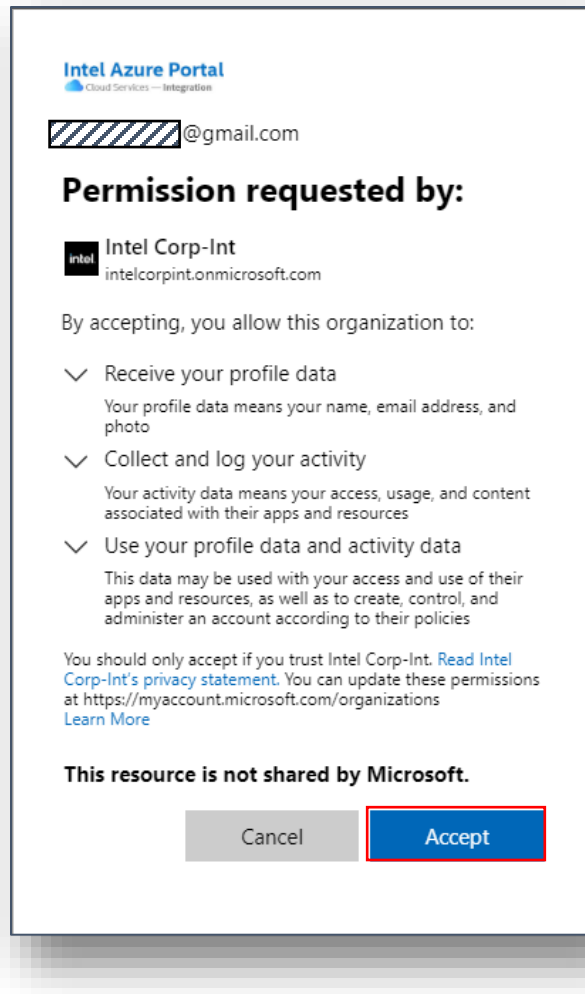 Intel Azure Portal
Cloud Services — Integration
@gmail.com
Permission requested by:
intel
Intel Corp-Int
intelcorpint.onmicrosoft.com
By accepting, you allow this organization to:
Receive your profile data
Your profile data means your name, email address, and
photo
Collect and log your activity
Your activity data means your access, usage, and content
associated with their apps and resources
Use your profile data and activity data
This data may be used with your access and use of their
apps and resources, as well as to create, control, and
administer an account according to their policies
You should only accept if you trust Intel Corp-Int. Read Intel
Corp-Int's privacy statement. You can update these permissions
at https://myaccount.microsoft.com/organizations
Learn More
This resource is not shared by Microsoft.
Cancel
Accept